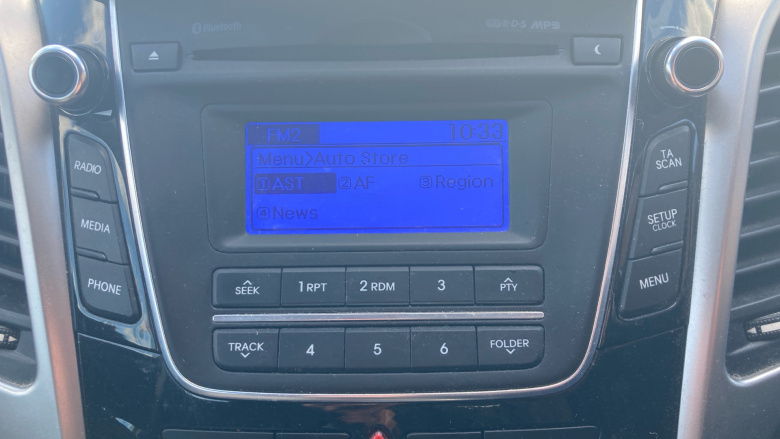 Bluetooth
R·D·S MP3
FM2 10:33
Menu>Auto Store
1 AST 2 AF 3 Region
4 News
RADIO
MEDIA
PHONE
TA
SCAN
SETUP
CLOCK
MENU
SEEK
1 RPT
2 RDM
3
PTY
TRACK
4
5
6
FOLDER